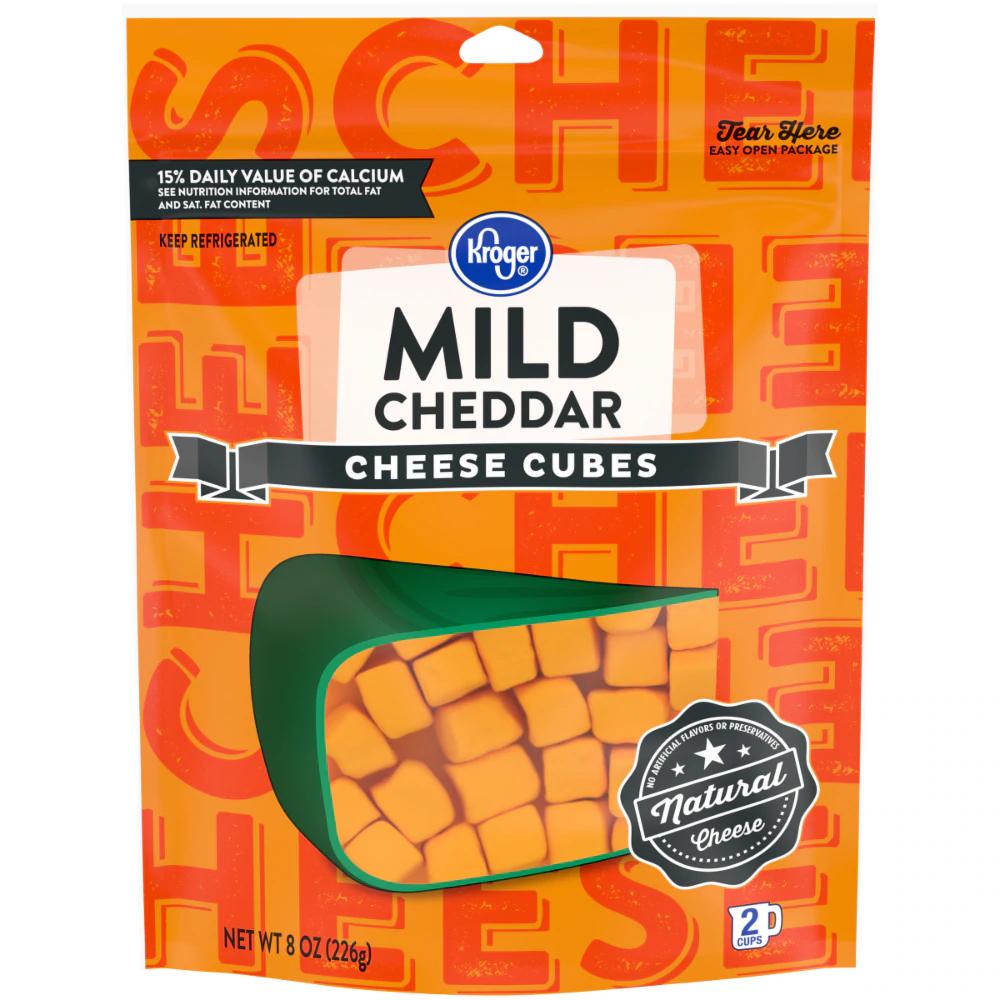 CHEESE
Tear Here
EASY OPEN PACKAGE
15% DAILY VALUE OF CALCIUM
SEE NUTRITION INFORMATION FOR TOTAL FAT
AND SAT. FAT CONTENT
KEEP REFRIGERATED
Kroger®
MILD
CHEDDAR
CHEESE CUBES
NO ARTIFICIAL FLAVORS OR PRESERVATIVES
Natural
Cheese
NET WT 8 OZ (226g)
2
CUPS